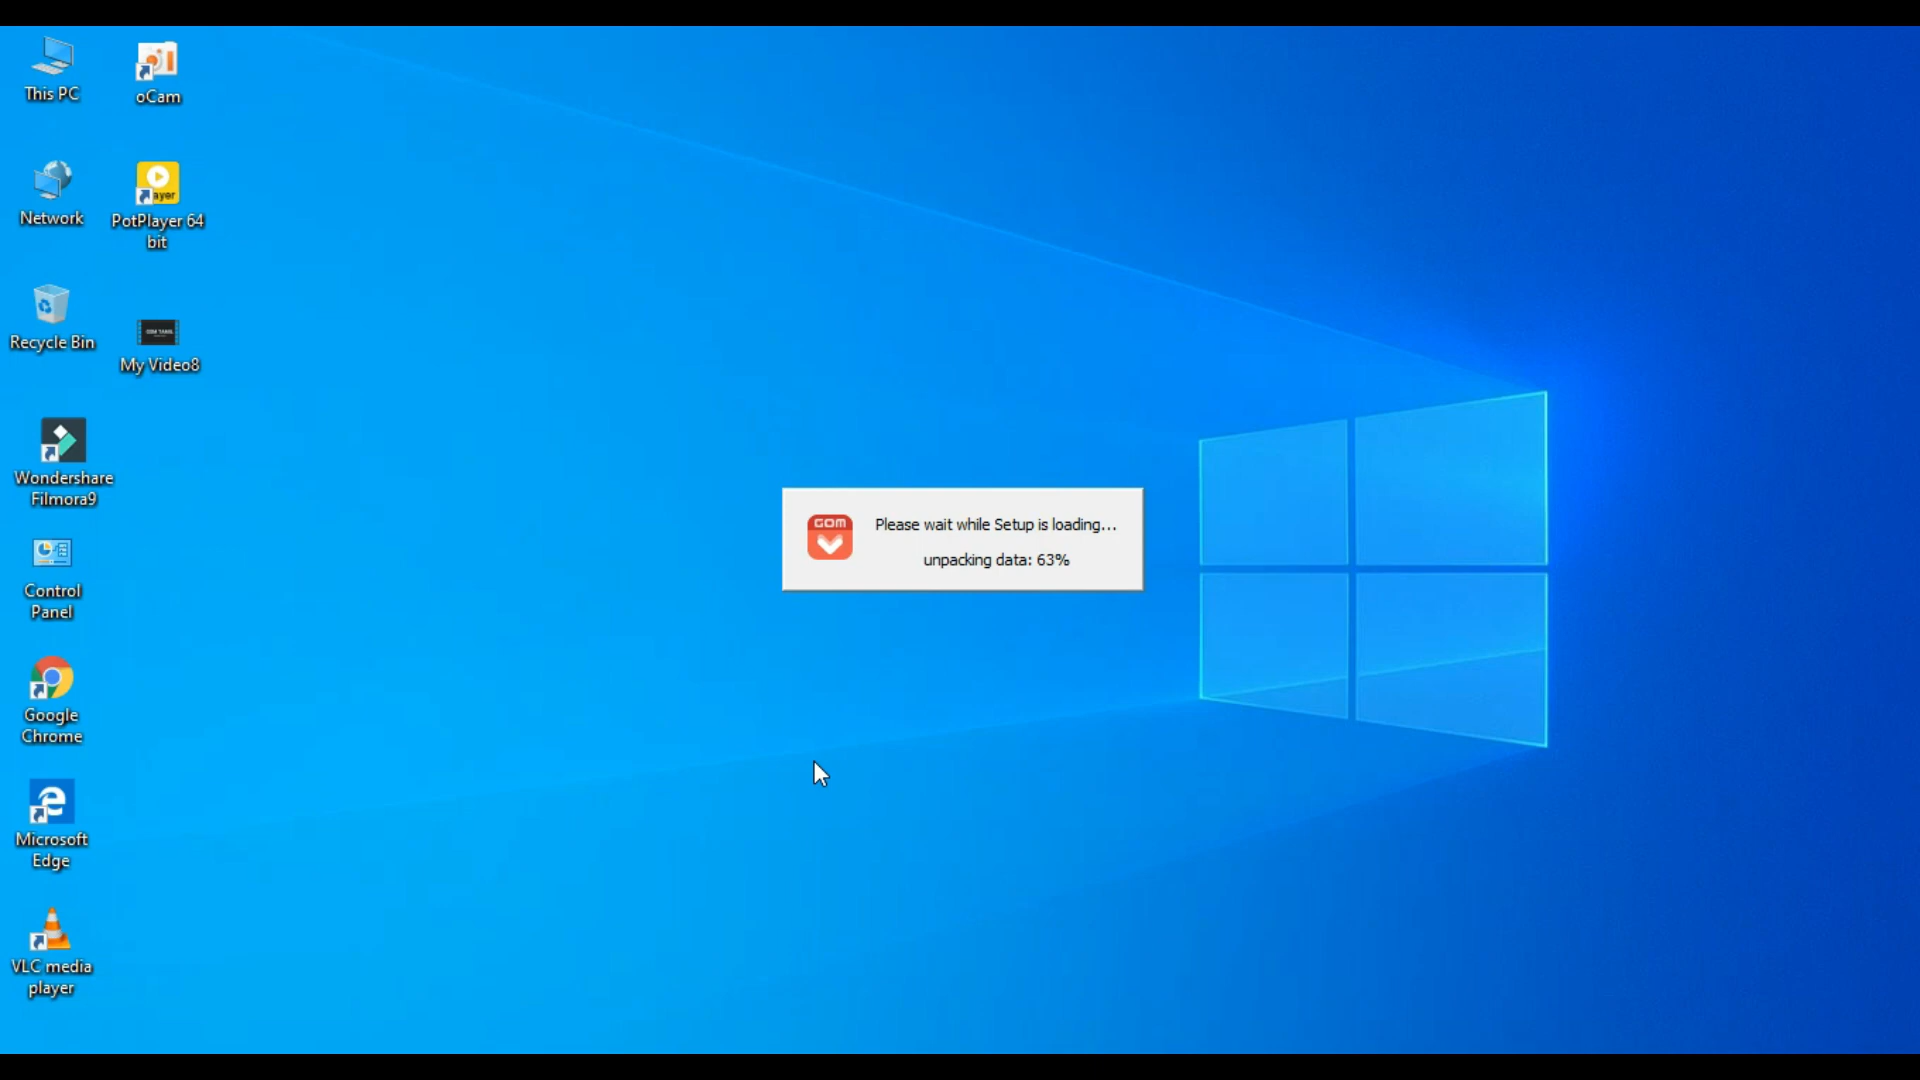 This PC
oCam
Network
ayer
PotPlayer 64
bit
Recycle Bin
My Video8
Wondershare
Filmora9
GOM
Please wait while Setup is loading...
unpacking data: 63%
Control
Panel
Google
Chrome
Microsoft
Edge
VLC media
player